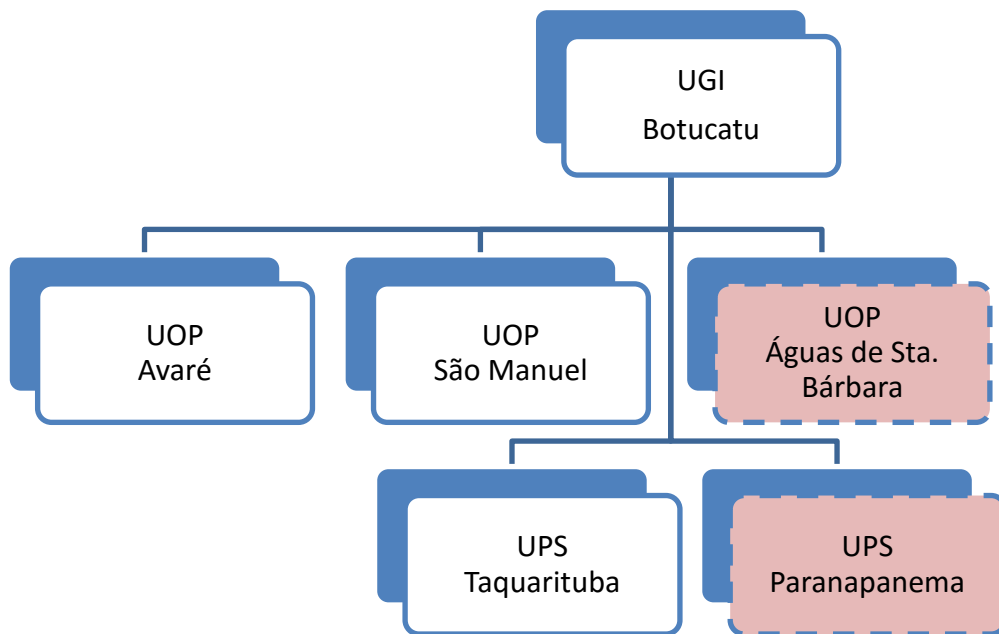 UGI
Botucatu
UOP
Avaré
UOP
São Manuel
UOP
Águas de Sta.
Bárbara
UPS
Taquarituba
UPS
Paranapanema